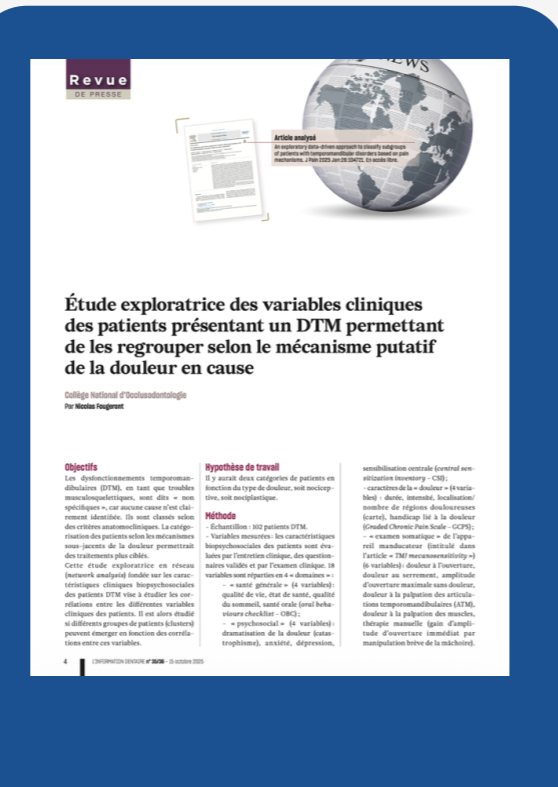 NEWS
Revue
DE PRESSE
Article analysé
An exploratory data-driven approach to classify subgroups
of patients with temporomandibular disorders based on pain
mechanisms. J Pain 2025 Jan 28:104721. En accès libre.
Étude exploratrice des variables cliniques
des patients présentant un DTM permettant
de les regrouper selon le mécanisme putatif
de la douleur en cause
Collège National d'Occlusodontologie
Par Nicolas Fougeront
Objectifs
Les dysfonctionnements temporoman-
dibulaires (DTM), en tant que troubles
musculosquelettiques, sont dits « non
spécifiques », car aucune cause n'est clai-
rement identifiée. Ils sont classés selon
des critères anatomocliniques. La catégo-
risation des patients selon les mécanismes
sous-jacents de la douleur permettrait
des traitements plus ciblés.
Cette étude exploratrice en réseau
(network analysis) fondée sur les carac-
téristiques cliniques biopsychosociales
des patients DTM vise à étudier les cor-
rélations entre les différentes variables
cliniques des patients. Il est alors étudié
si différents groupes de patients (clusters)
peuvent émerger en fonction des corréla-
tions entre ces variables.
Hypothèse de travail
Il y aurait deux catégories de patients en
fonction du type de douleur, soit nocicep-
tive, soit nociplastique.
Méthode
- Échantillon : 102 patients DTM.
- Variables mesurées : les caractéristiques
biopsychosociales des patients sont éva-
luées par l'entretien clinique, des question-
naires validés et par l'examen clinique. 18
variables sont réparties en 4 « domaines » :
- « santé générale » (4 variables) :
qualité de vie, état de santé, qualité
du sommeil, santé orale (oral beha-
viours checklist – OBC) ;
- « psychosocial » (4 variables) :
dramatisation de la douleur (catas-
trophisme), anxiété, dépression,
sensibilisation centrale (central sen-
sitization inventory – CSI) ;
- caractères de la « douleur » (4 varia-
bles) : durée, intensité, localisation/
nombre de régions douloureuses
(carte), handicap lié à la douleur
(Graded Chronic Pain Scale – GCPS) ;
- « examen somatique » de l'appa-
reil manducateur (intitulé dans
l'article « TMJ mecanosensitivity »)
(6 variables) : douleur à l'ouverture,
douleur au serrement, amplitude
d'ouverture maximale sans douleur,
douleur à la palpation des articula-
tions temporomandibulaires (ATM),
douleur à la palpation des muscles,
thérapie manuelle (gain d'ampli-
tude d'ouverture immédiat par
manipulation brève de la mâchoire).
4
L'INFORMATION DENTAIRE n° 35/36 - 15 octobre 2025